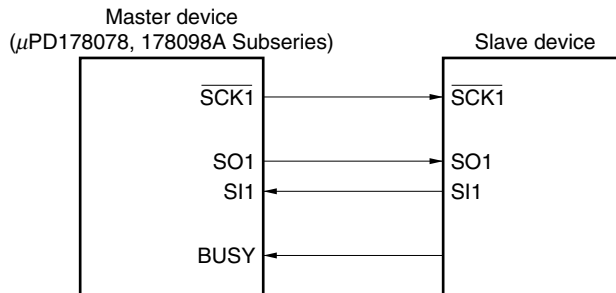 Master device
(μPD178078, 178098A Subseries)
Slave device
SCK1
SCK1
SO1
SO1
SI1
SI1
BUSY